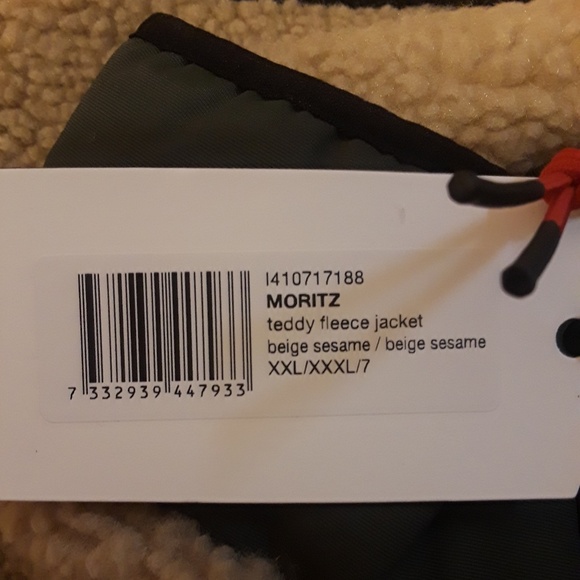 I410717188
MORITZ
teddy fleece jacket
beige sesame / beige sesame
XXL/XXXL/7
7 332939 447933